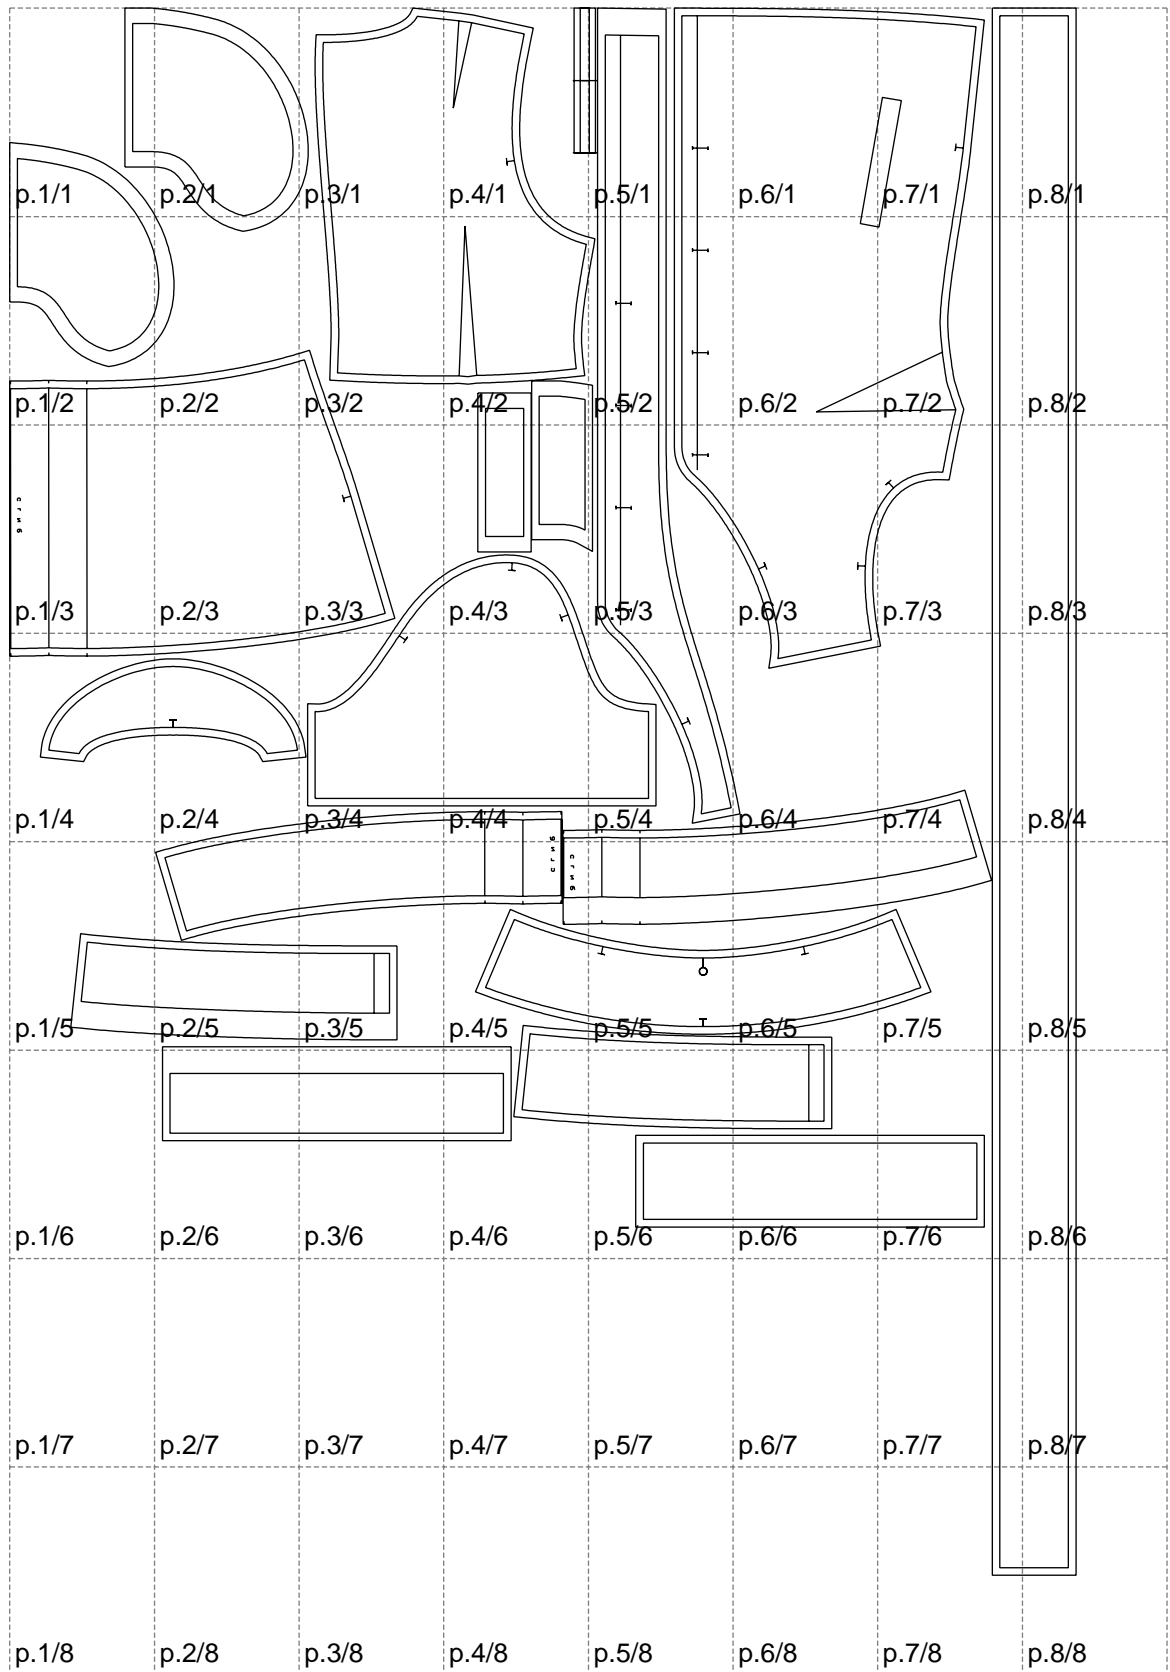 p.1/1 p.2/1 p.3/1 p.4/1 p.5/1 p.6/1 p.7/1 p.8/1
p.1/2 p.2/2 p.3/2 p.4/2 p.5/2 p.6/2 p.7/2 p.8/2
сгиб
p.1/3 p.2/3 p.3/3 p.4/3 p.5/3 p.6/3 p.7/3 p.8/3
p.1/4 p.2/4 p.3/4 p.4/4 p.5/4 p.6/4 p.7/4 p.8/4
сгиб
сгиб
p.1/5 p.2/5 p.3/5 p.4/5 p.5/5 p.6/5 p.7/5 p.8/5
p.1/6 p.2/6 p.3/6 p.4/6 p.5/6 p.6/6 p.7/6 p.8/6
p.1/7 p.2/7 p.3/7 p.4/7 p.5/7 p.6/7 p.7/7 p.8/7
p.1/8 p.2/8 p.3/8 p.4/8 p.5/8 p.6/8 p.7/8 p.8/8